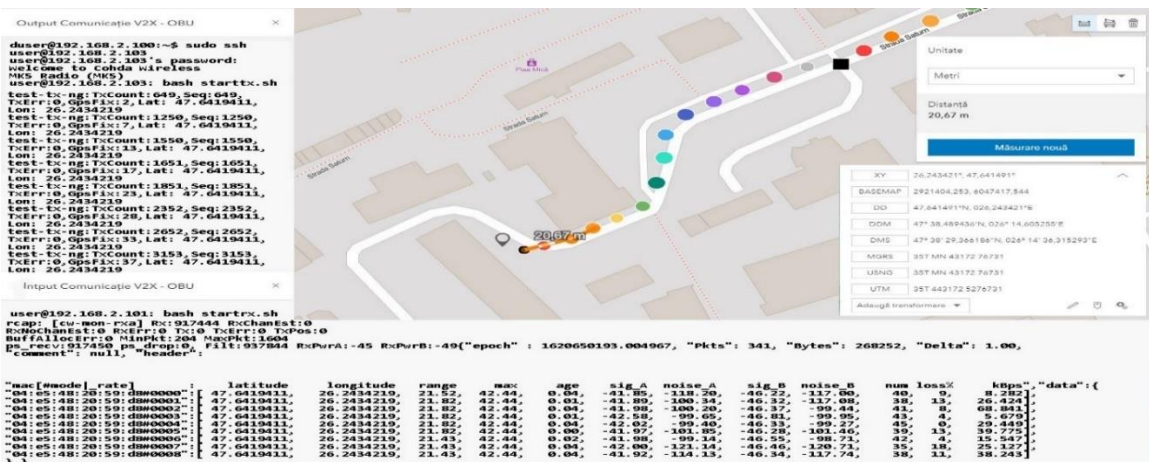 Output Comunicație V2X - OBU ×
duser@192.168.2.100:~$ sudo ssh
user@192.168.2.103
user@192.168.2.103's password:
welcome to Cohda wireless
MK5 Radio (MK5)
user@192.168.2.103: bash starttx.sh
test-tx-ng:TxCount:649,Seq:649,
TxErr:0,GpsFix:2,Lat: 47.6419411,
Lon: 26.2434219
test-tx-ng:TxCount:1250,Seq:1250,
TxErr:0,GpsFix:7,Lat: 47.6419411,
Lon: 26.2434219
test-tx-ng:TxCount:1550,Seq:1550,
TxErr:0,GpsFix:13,Lat: 47.6419411,
Lon: 26.2434219
test-tx-ng:TxCount:1651,Seq:1651,
TxErr:0,GpsFix:17,Lat: 47.6419411,
Lon: 26.2434219
test-tx-ng:TxCount:1851,Seq:1851,
TxErr:0,GpsFix:23,Lat: 47.6419411,
Lon: 26.2434219
test-tx-ng:TxCount:2352,Seq:2352,
TxErr:0,GpsFix:28,Lat: 47.6419411,
Lon: 26.2434219
test-tx-ng:TxCount:2652,Seq:2652,
TxErr:0,GpsFix:33,Lat: 47.6419411,
Lon: 26.2434219
test-tx-ng:TxCount:3153,Seq:3153,
TxErr:0,GpsFix:37,Lat: 47.6419411,
Lon: 26.2434219
Piața Mică
Strada Saturn
Strada Saturn
Strada Saturn
20,67 m
Unitate
Metri
Distanță
20,67 m
Măsurare nouă
XY 26,243421°, 47,641491°
BASEMAP 2921404,253, 6047417,544
DD 47,641491°N, 026,243421°E
DDM 47° 38,489436'N, 026° 14,605255'E
DMS 47° 38' 29,366186"N, 026° 14' 36,315293"E
MGRS 35T MN 43172 76731
USNG 35T MN 43172 76731
UTM 35T 443172 5276731
Adaugă transformare
Intput Comunicație V2X - OBU ×
user@192.168.2.101: bash startrx.sh
rcap: [cw-mon-rxa] Rx:917444 RxChanEst:0
RxNoChanEst:0 RxErr:0 Tx:0 TxErr:0 TxPos:0
BuffAllocErr:0 MinPkt:204 MaxPkt:1604
ps_recv:917450 ps_drop:0, Filt:937844 RxPwrA:-45 RxPwrB:-49{"epoch" : 1620650193.004967, "Pkts": 341, "Bytes": 268252, "Delta": 1.00,
"comment": null, "header":
"mac[#mode]_rate] : latitude longitude range max age sig_A noise_A sig_B noise_B num loss% kBps","data":{
"04:e5:48:20:59:d8#0000":[ 47.6419411, 26.2434219, 21.52, 42.44, 0.04, -41.85, -118.20, -46.22, -117.00, 40, 9, 8.282],
"04:e5:48:20:59:d8#0001":[ 47.6419411, 26.2434219, 21.82, 42.44, 0.04, -41.89, -100.34, -46.32, -117.08, 38, 13, 26.424],
"04:e5:48:20:59:d8#0002":[ 47.6419411, 26.2434219, 21.82, 42.44, 0.04, -41.98, -100.20, -46.37, -99.44, 41, 8, 68.841],
"04:e5:48:20:59:d8#0003":[ 47.6419411, 26.2434219, 21.82, 42.44, 0.01, -42.58, -99.65, -46.81, -99.95, 43, 4, 5.679],
"04:e5:48:20:59:d8#0004":[ 47.6419411, 26.2434219, 21.82, 42.44, 0.04, -42.02, -99.40, -46.33, -99.27, 45, 0, 29.449],
"04:e5:48:20:59:d8#0005":[ 47.6419411, 26.2434219, 21.82, 42.44, 0.00, -41.97, -101.85, -46.28, -101.46, 39, 13, 39.775],
"04:e5:48:20:59:d8#0006":[ 47.6419411, 26.2434219, 21.43, 42.44, 0.02, -41.98, -99.14, -46.55, -98.71, 42, 4, 15.547],
"04:e5:48:20:59:d8#0007":[ 47.6419411, 26.2434219, 21.43, 42.44, 0.04, -42.00, -121.14, -46.46, -120.71, 35, 18, 25.127],
"04:e5:48:20:59:d8#0008":[ 47.6419411, 26.2434219, 21.43, 42.44, 0.04, -41.92, -114.13, -46.34, -117.74, 38, 11, 38.243],